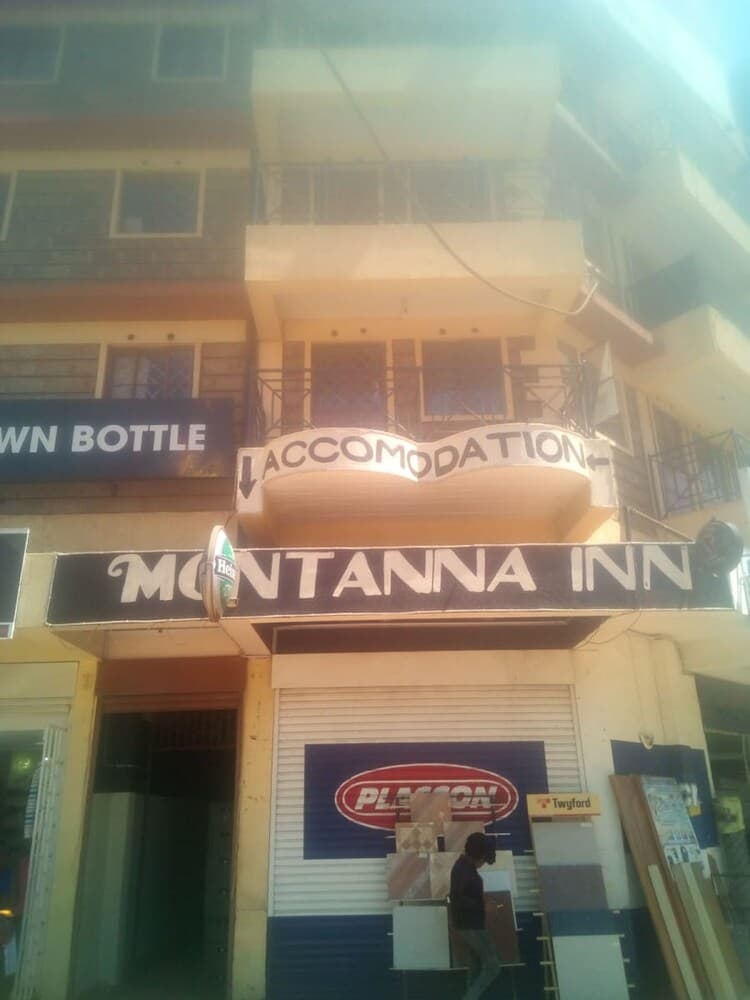 WN BOTTLE
ACCOMODATION
MONTANNA INN
PLASCON
Twyford